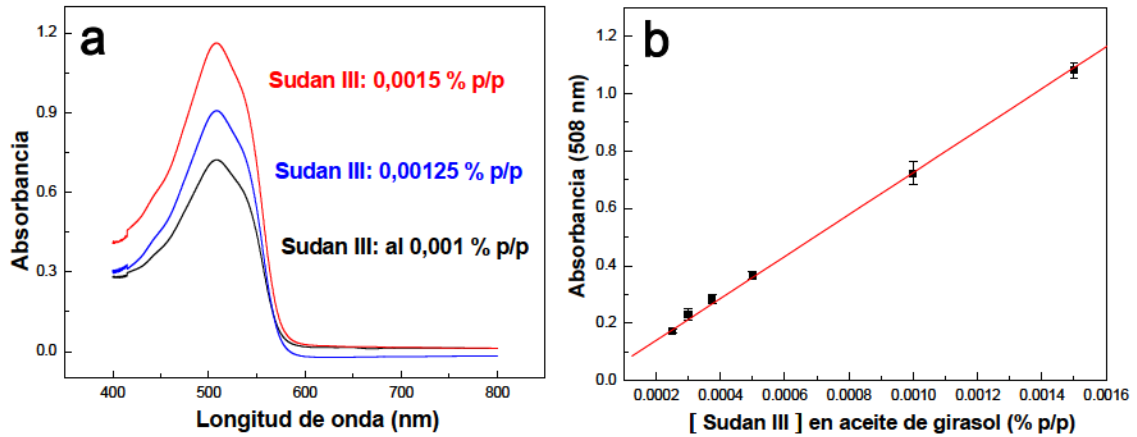 a
Absorbancia
1.2
0.9
0.6
0.3
0.0
Sudan III: 0,0015 % p/p
Sudan III: 0,00125 % p/p
Sudan III: al 0,001 % p/p
400 500 600 700 800
Longitud de onda (nm)
b
Absorbancia (508 nm)
1.2
1.0
0.8
0.6
0.4
0.2
0.0
0.0002 0.0004 0.0006 0.0008 0.0010 0.0012 0.0014 0.0016
[ Sudan III ] en aceite de girasol (% p/p)